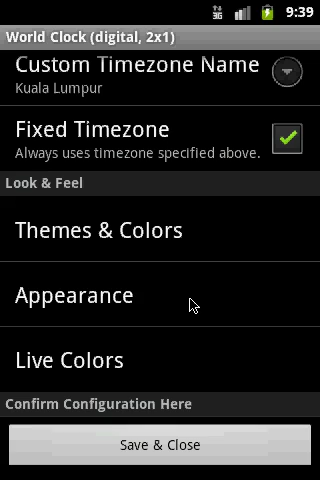 3G 9:39
World Clock (digital, 2x1)
Custom Timezone Name
Kuala Lumpur
Fixed Timezone
Always uses timezone specified above.
Look & Feel
Themes & Colors
Appearance
Live Colors
Confirm Configuration Here
Save & Close